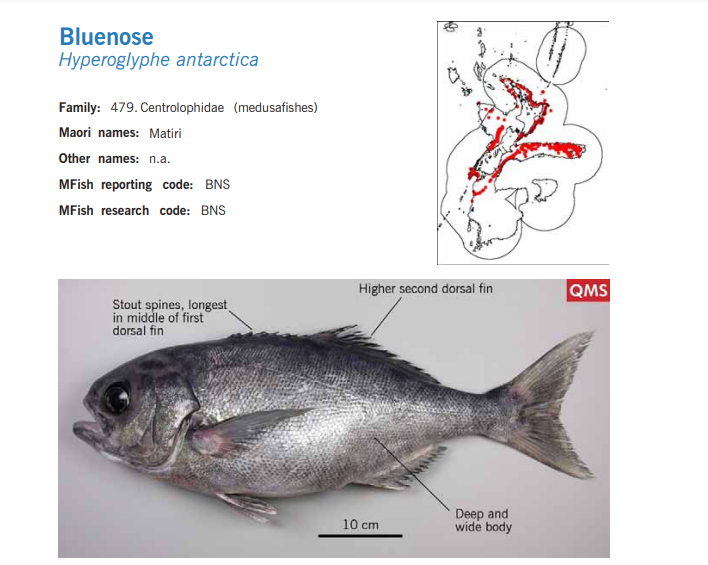 Bluenose
Hyperoglyphe antarctica
Family: 479. Centrolophidae (medusafishes)
Maori names: Matiri
Other names: n.a.
MFish reporting code: BNS
MFish research code: BNS
Higher second dorsal fin
QMS
Stout spines, longest
in middle of first
dorsal fin
Deep and
wide body
10 cm